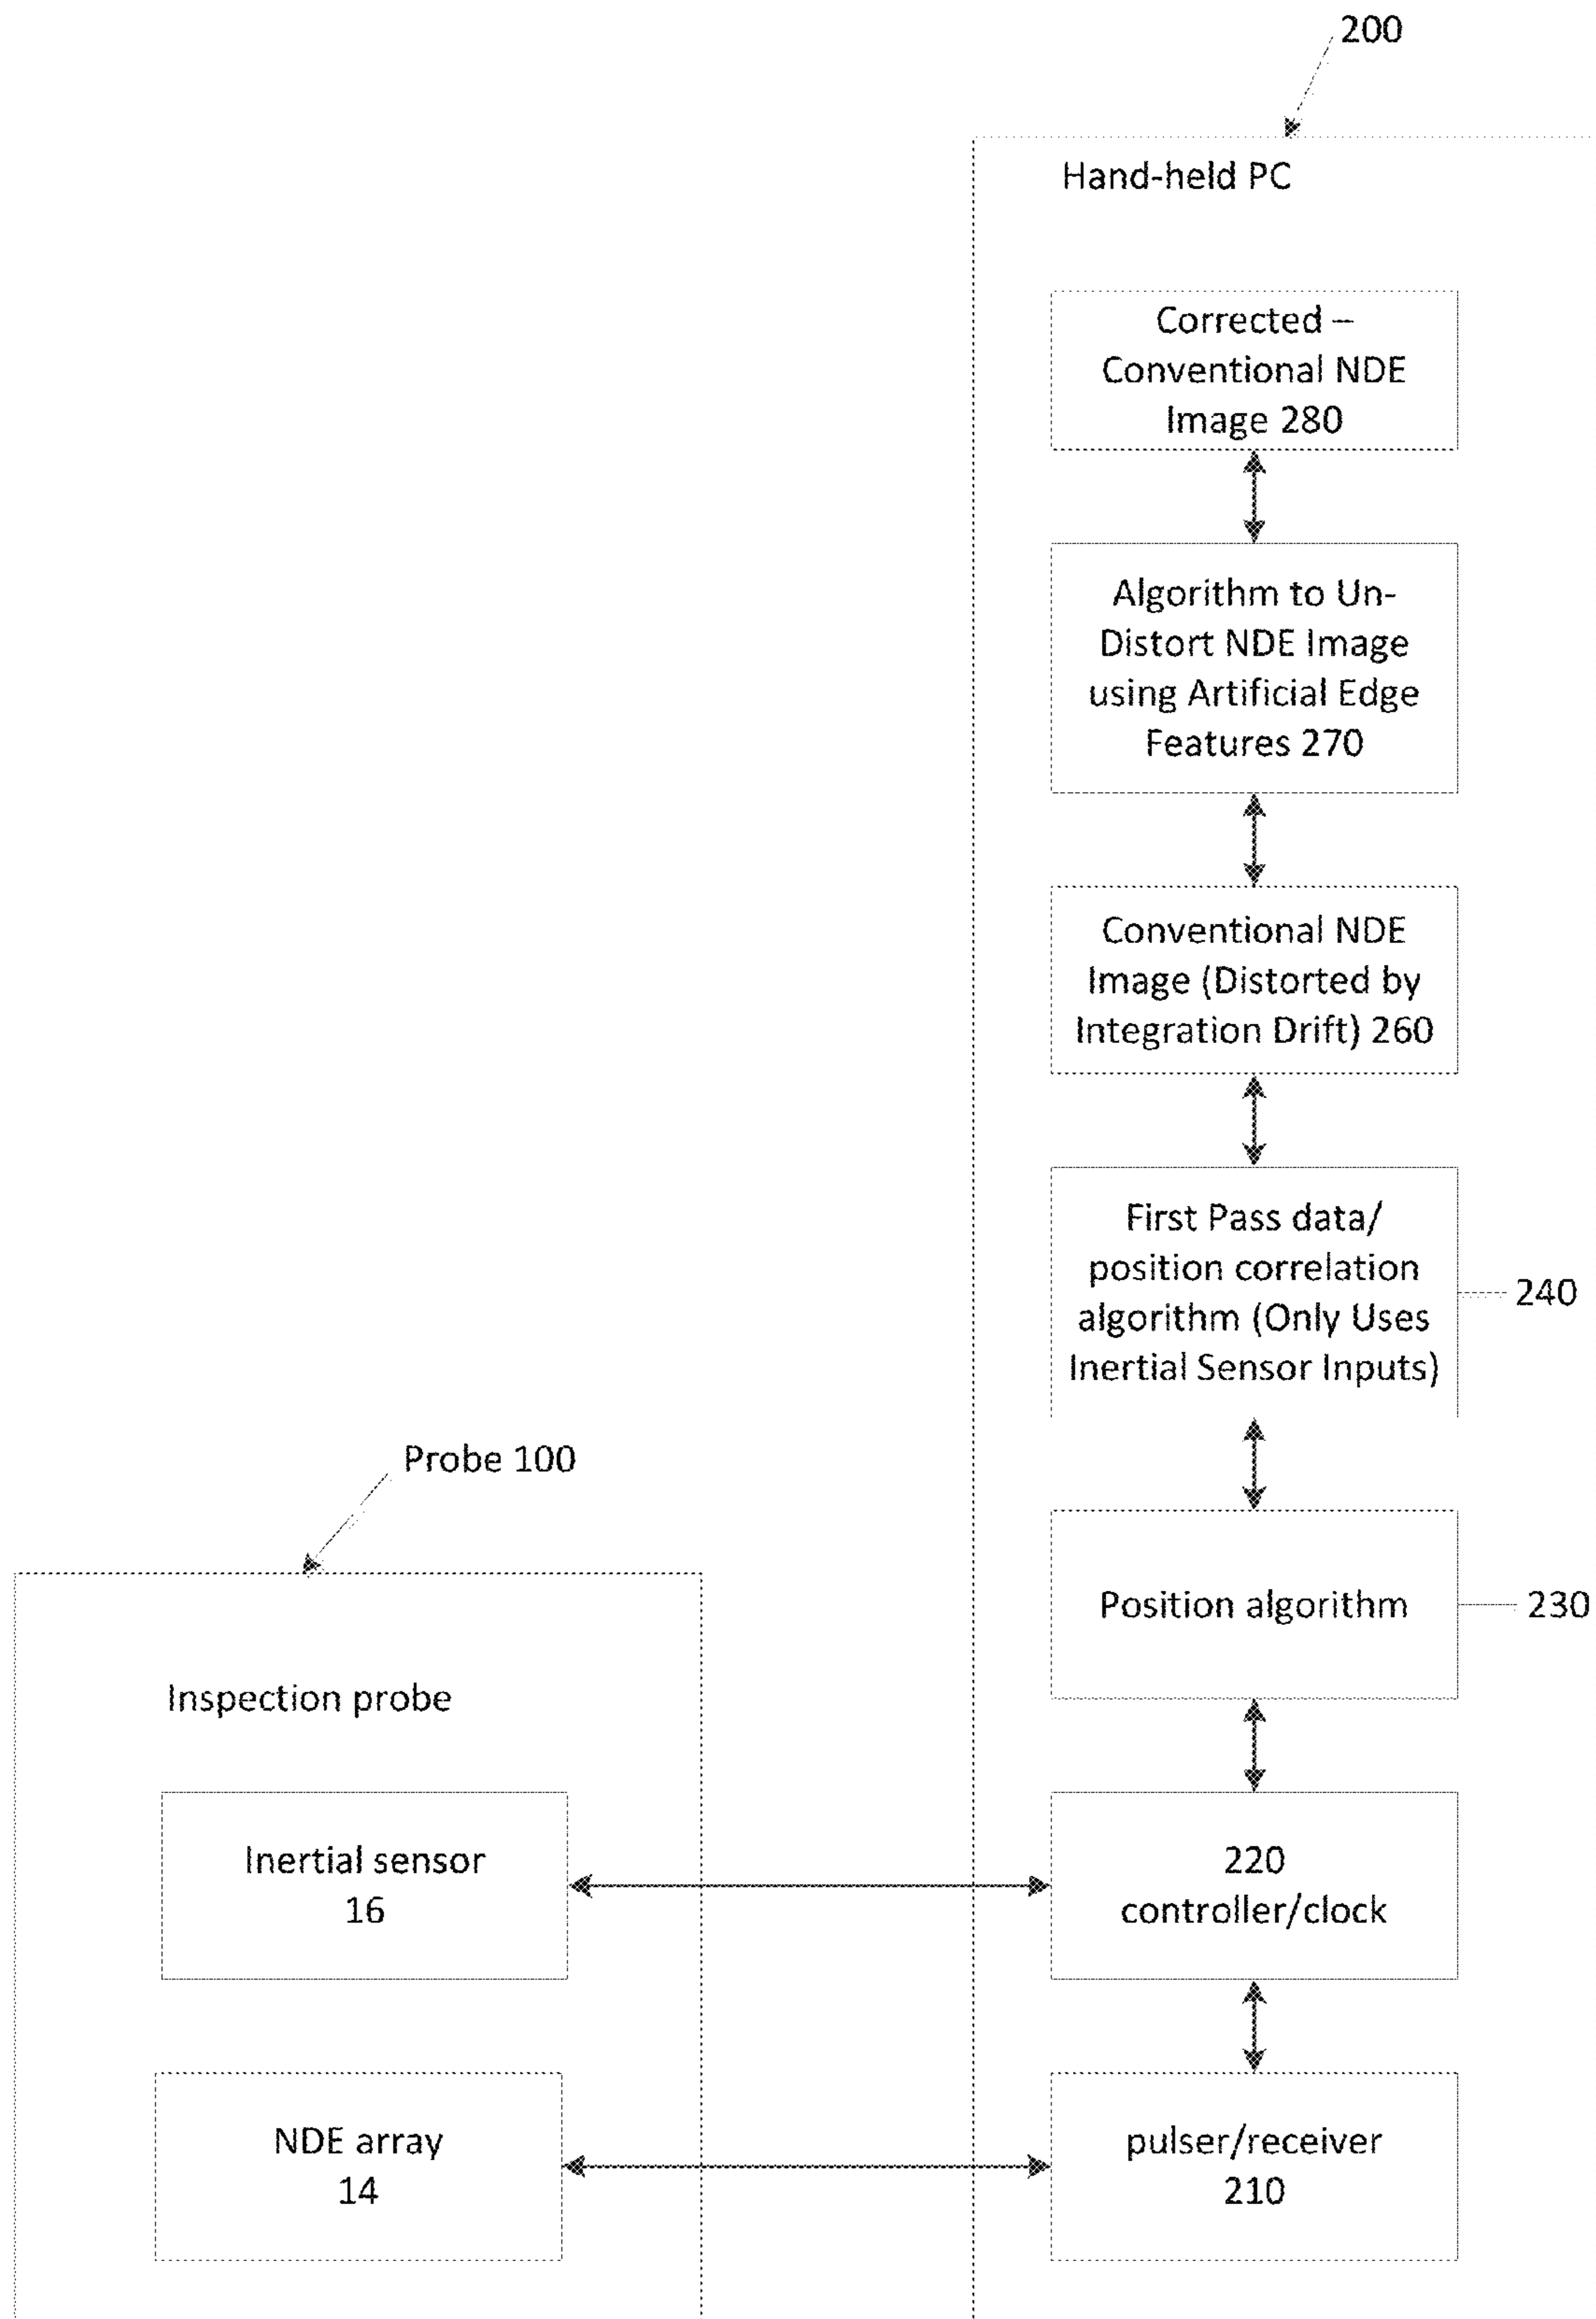 200
Hand-held PC
Corrected –
Conventional NDE
Image 280
Algorithm to Un-
Distort NDE Image
using Artificial Edge
Features 270
Conventional NDE
Image (Distorted by
Integration Drift) 260
First Pass data/
position correlation
algorithm (Only Uses
Inertial Sensor Inputs)
240
Probe 100
Position algorithm
230
Inspection probe
Inertial sensor
16
220
controller/clock
NDE array
14
pulser/receiver
210